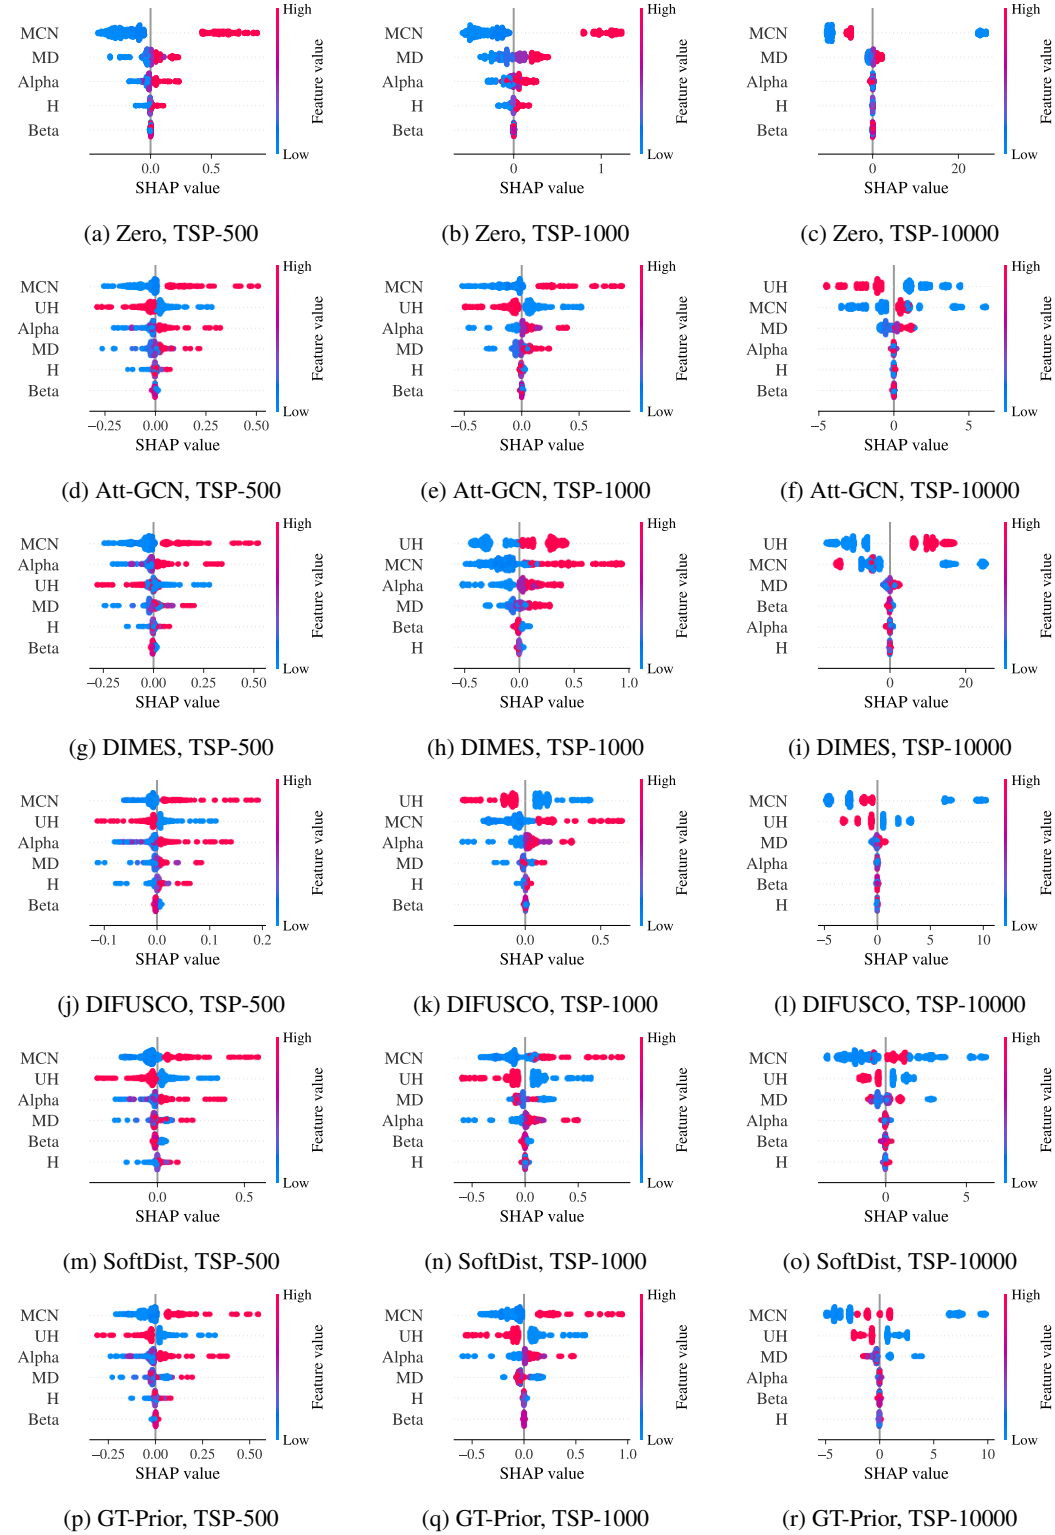 High
MCN
MD
Alpha
H
Beta
Feature value
Low
0.0 0.5
SHAP value
(a) Zero, TSP-500
High
MCN
MD
Alpha
H
Beta
Feature value
Low
0 1
SHAP value
(b) Zero, TSP-1000
High
MCN
MD
Alpha
H
Beta
Feature value
Low
0 20
SHAP value
(c) Zero, TSP-10000
High
MCN
UH
Alpha
MD
H
Beta
Feature value
Low
−0.25 0.00 0.25 0.50
SHAP value
(d) Att-GCN, TSP-500
High
MCN
UH
Alpha
MD
H
Beta
Feature value
Low
−0.5 0.0 0.5
SHAP value
(e) Att-GCN, TSP-1000
High
UH
MCN
MD
Alpha
H
Beta
Feature value
Low
−5 0 5
SHAP value
(f) Att-GCN, TSP-10000
High
MCN
Alpha
UH
MD
H
Beta
Feature value
Low
−0.25 0.00 0.25 0.50
SHAP value
(g) DIMES, TSP-500
High
UH
MCN
Alpha
MD
Beta
H
Feature value
Low
−0.5 0.0 0.5 1.0
SHAP value
(h) DIMES, TSP-1000
High
UH
MCN
MD
Beta
Alpha
H
Feature value
Low
0 20
SHAP value
(i) DIMES, TSP-10000
High
MCN
UH
Alpha
MD
H
Beta
Feature value
Low
−0.1 0.0 0.1 0.2
SHAP value
(j) DIFUSCO, TSP-500
High
UH
MCN
Alpha
MD
H
Beta
Feature value
Low
0.0 0.5
SHAP value
(k) DIFUSCO, TSP-1000
High
MCN
UH
MD
Alpha
Beta
H
Feature value
Low
−5 0 5 10
SHAP value
(l) DIFUSCO, TSP-10000
High
MCN
UH
Alpha
MD
Beta
H
Feature value
Low
0.0 0.5
SHAP value
(m) SoftDist, TSP-500
High
MCN
UH
MD
Alpha
Beta
H
Feature value
Low
−0.5 0.0 0.5
SHAP value
(n) SoftDist, TSP-1000
High
MCN
UH
MD
Alpha
Beta
H
Feature value
Low
0 5
SHAP value
(o) SoftDist, TSP-10000
High
MCN
UH
Alpha
MD
H
Beta
Feature value
Low
−0.25 0.00 0.25 0.50
SHAP value
(p) GT-Prior, TSP-500
High
MCN
UH
Alpha
MD
H
Beta
Feature value
Low
−0.5 0.0 0.5 1.0
SHAP value
(q) GT-Prior, TSP-1000
High
MCN
UH
MD
Alpha
Beta
H
Feature value
Low
−5 0 5 10
SHAP value
(r) GT-Prior, TSP-10000